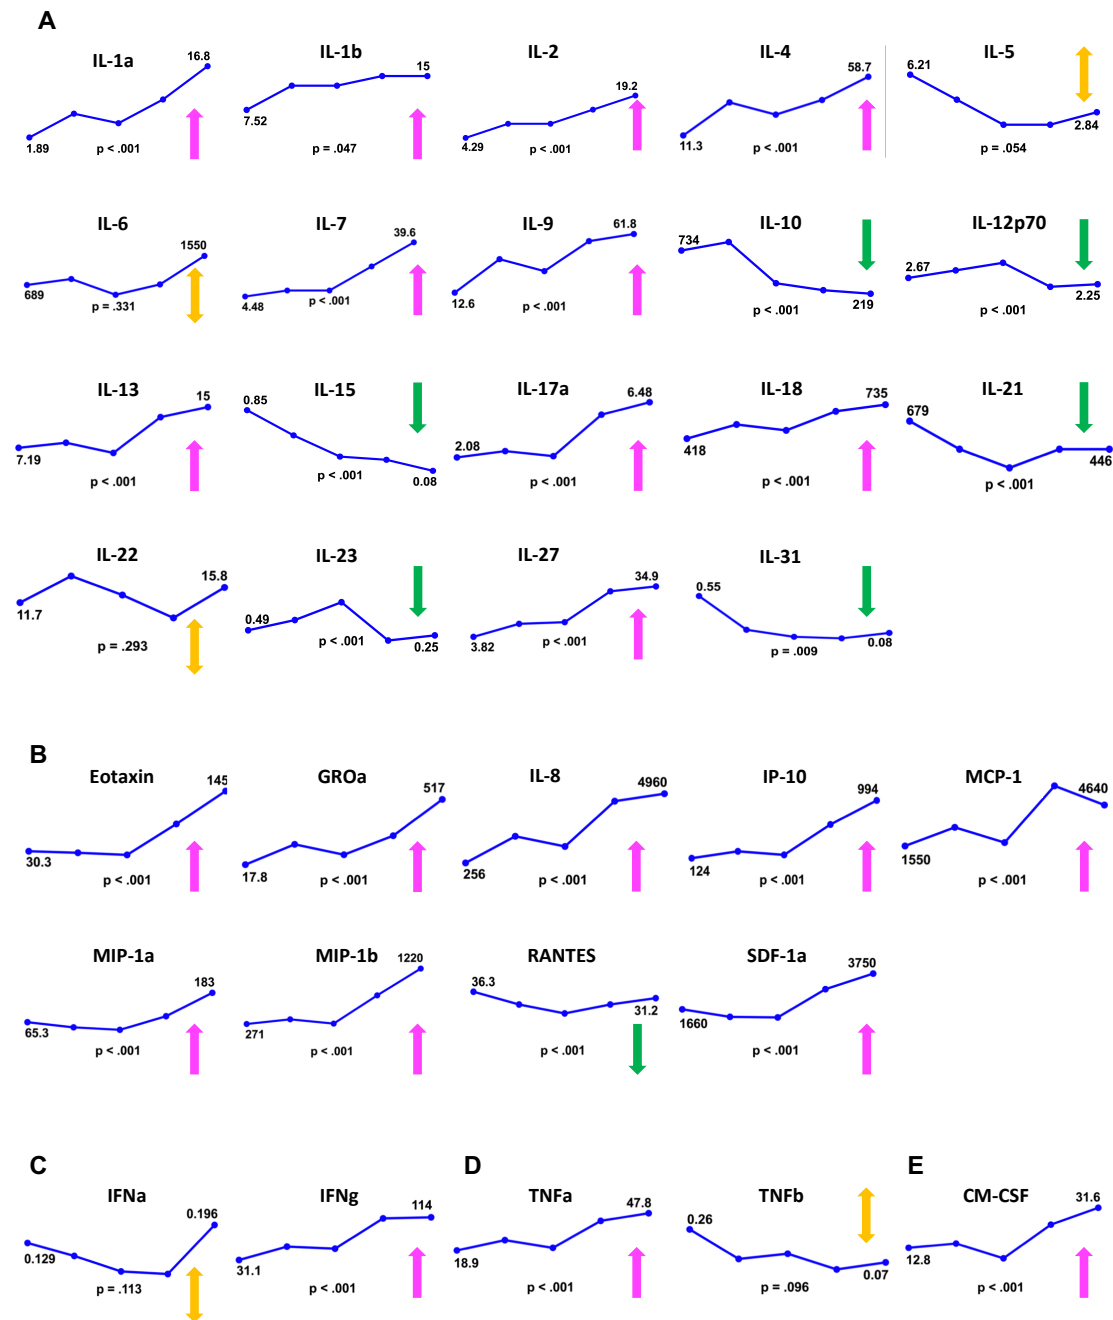 A
IL-1a
16.8
1.89
p < .001
IL-1b
15
7.52
p = .047
IL-2
19.2
4.29
p < .001
IL-4
58.7
11.3
p < .001
IL-5
6.21
2.84
p = .054
IL-6
1550
689
p = .331
IL-7
39.6
4.48
p < .001
IL-9
61.8
12.6
p < .001
IL-10
734
219
p < .001
IL-12p70
2.67
2.25
p < .001
IL-13
15
7.19
p < .001
IL-15
0.85
0.08
p < .001
IL-17a
6.48
2.08
p < .001
IL-18
735
418
p < .001
IL-21
679
446
p < .001
IL-22
15.8
11.7
p = .293
IL-23
0.49
0.25
p < .001
IL-27
34.9
3.82
p < .001
IL-31
0.55
0.08
p = .009
B
Eotaxin
145
30.3
p < .001
GROa
517
17.8
p < .001
IL-8
4960
256
p < .001
IP-10
994
124
p < .001
MCP-1
4640
1550
p < .001
MIP-1a
183
65.3
p < .001
MIP-1b
1220
271
p < .001
RANTES
36.3
31.2
p < .001
SDF-1a
3750
1660
p < .001
C
IFNa
0.196
0.129
p = .113
IFNg
114
31.1
p < .001
D
TNFa
47.8
18.9
p < .001
TNFb
0.26
0.07
p = .096
E
CM-CSF
31.6
12.8
p < .001